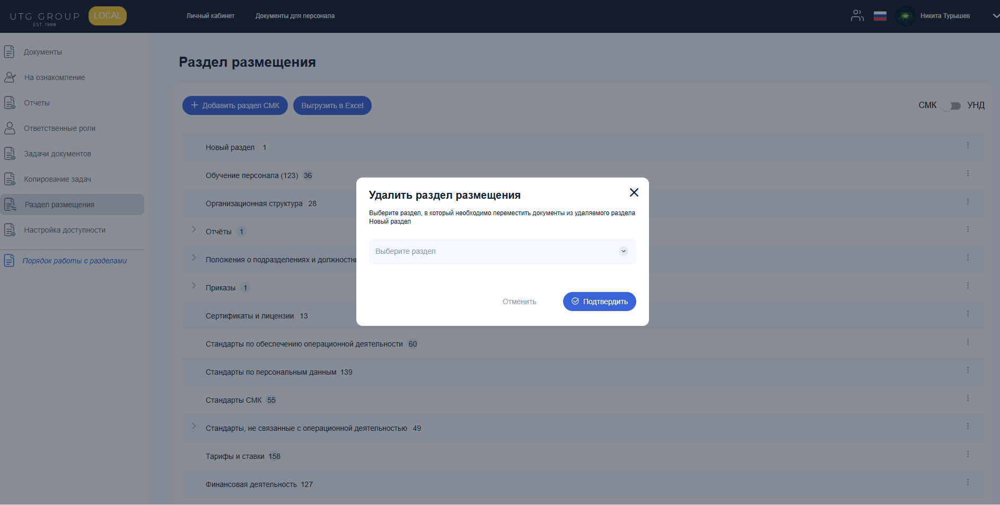 UTG GROUP
EST. 1998
LOCAL
Личный кабинет
Документы для персонала
Никита Турышев
Документы
На ознакомление
Отчеты
Ответственные роли
Задачи документов
Копирование задач
Раздел размещения
Настройка доступности
Порядок работы с разделами
Раздел размещения
Добавить раздел СМК
Выгрузить в Excel
СМК
УНД
Новый раздел 1
Обучение персонала (123) 36
Организационная структура 28
Отчёты 1
Положения о подразделениях и должностн
Приказы 1
Сертификаты и лицензии 13
Стандарты по обеспечению операционной деятельности 60
Стандарты по персональным данным 139
Стандарты СМК 55
Стандарты, не связанные с операционной деятельностью 49
Тарифы и ставки 158
Финансовая деятельность 127
Удалить раздел размещения
Выберите раздел, в который необходимо переместить документы из удаляемого раздела
Новый раздел
Выберите раздел
Отменить
Подтвердить